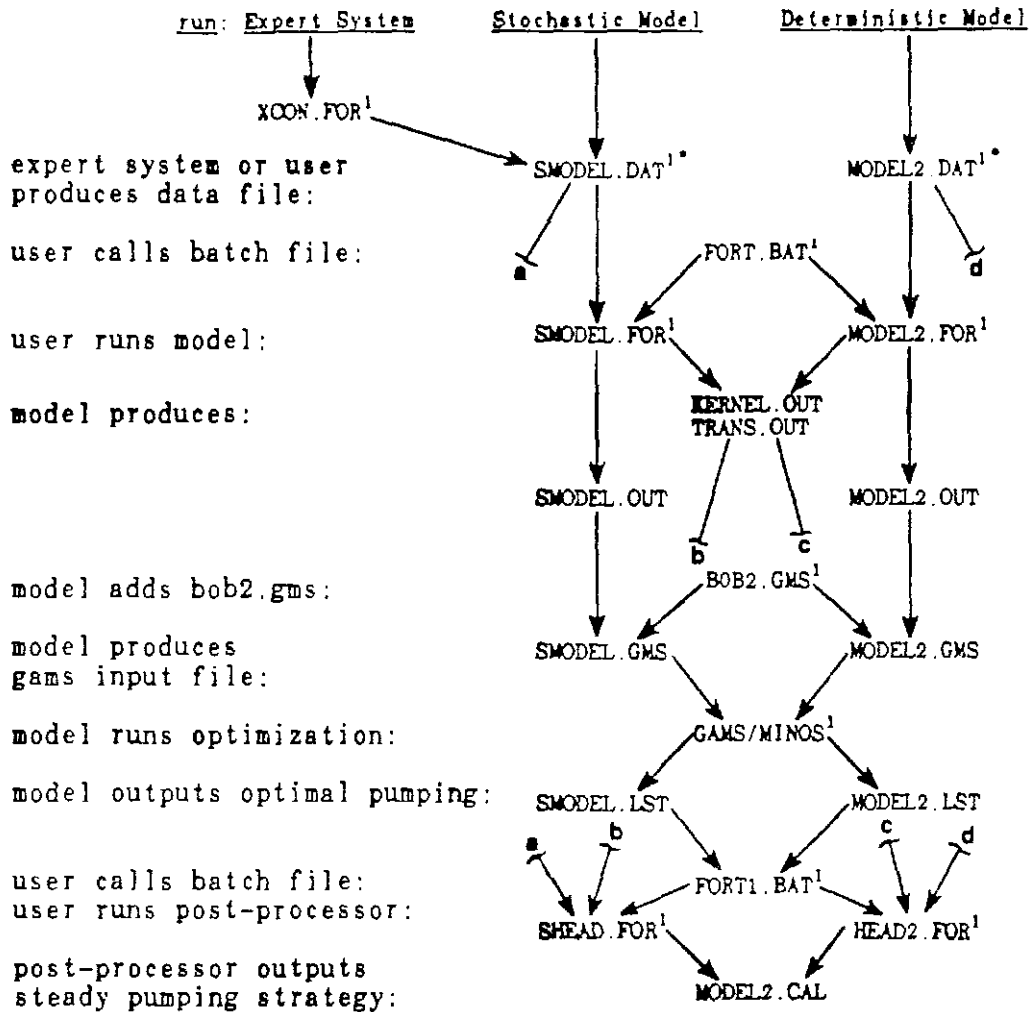 run: Expert System Stochastic Model Deterministic Model
XCON.FOR¹
expert system or user SMODEL.DAT¹* MODEL2.DAT¹*
produces data file:
user calls batch file: a FORT.BAT¹ d
user runs model: SMODEL.FOR¹ MODEL2.FOR¹
model produces: KERNEL.OUT
TRANS.OUT
SMODEL.OUT MODEL2.OUT
b c
model adds bob2.gms: BOB2.GMS¹
model produces SMODEL.GMS MODEL2.GMS
gams input file:
model runs optimization: GAMS/MINOS¹
model outputs optimal pumping: SMODEL.LST MODEL2.LST
a b c d
user calls batch file: FORT1.BAT¹
user runs post-processor: SHEAD.FOR¹ HEAD2.FOR¹
post-processor outputs
steady pumping strategy: MODEL2.CAL